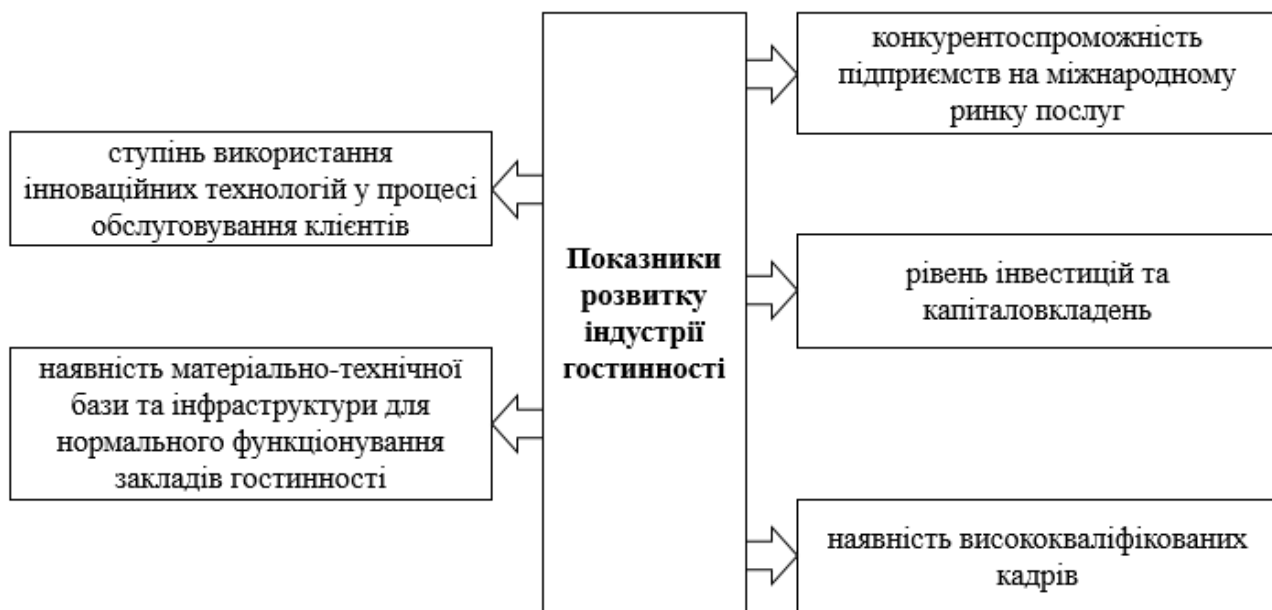 ступінь використання
інноваційних технологій у процесі
обслуговування клієнтів
наявність матеріально-технічної
бази та інфраструктури для
нормального функціонування
закладів гостинності
Показники
розвитку
індустрії
гостинності
конкурентоспроможність
підприємств на міжнародному
ринку послуг
рівень інвестицій та
капіталовкладень
наявність висококваліфікованих
кадрів